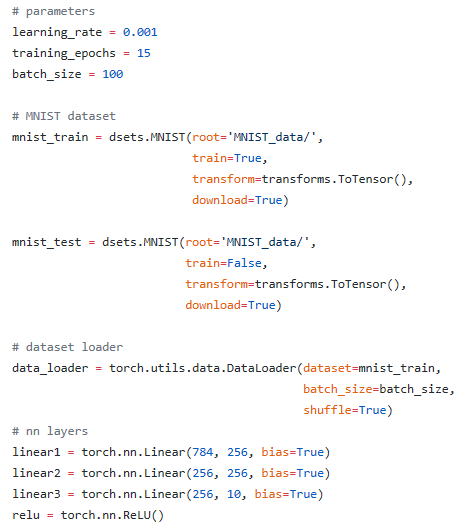 # parameters
learning_rate = 0.001
training_epochs = 15
batch_size = 100
# MNIST dataset
mnist_train = dsets.MNIST(root='MNIST_data/',
train=True,
transform=transforms.ToTensor(),
download=True)
mnist_test = dsets.MNIST(root='MNIST_data/',
train=False,
transform=transforms.ToTensor(),
download=True)
# dataset loader
data_loader = torch.utils.data.DataLoader(dataset=mnist_train,
batch_size=batch_size,
shuffle=True)
# nn layers
linear1 = torch.nn.Linear(784, 256, bias=True)
linear2 = torch.nn.Linear(256, 256, bias=True)
linear3 = torch.nn.Linear(256, 10, bias=True)
relu = torch.nn.ReLU()